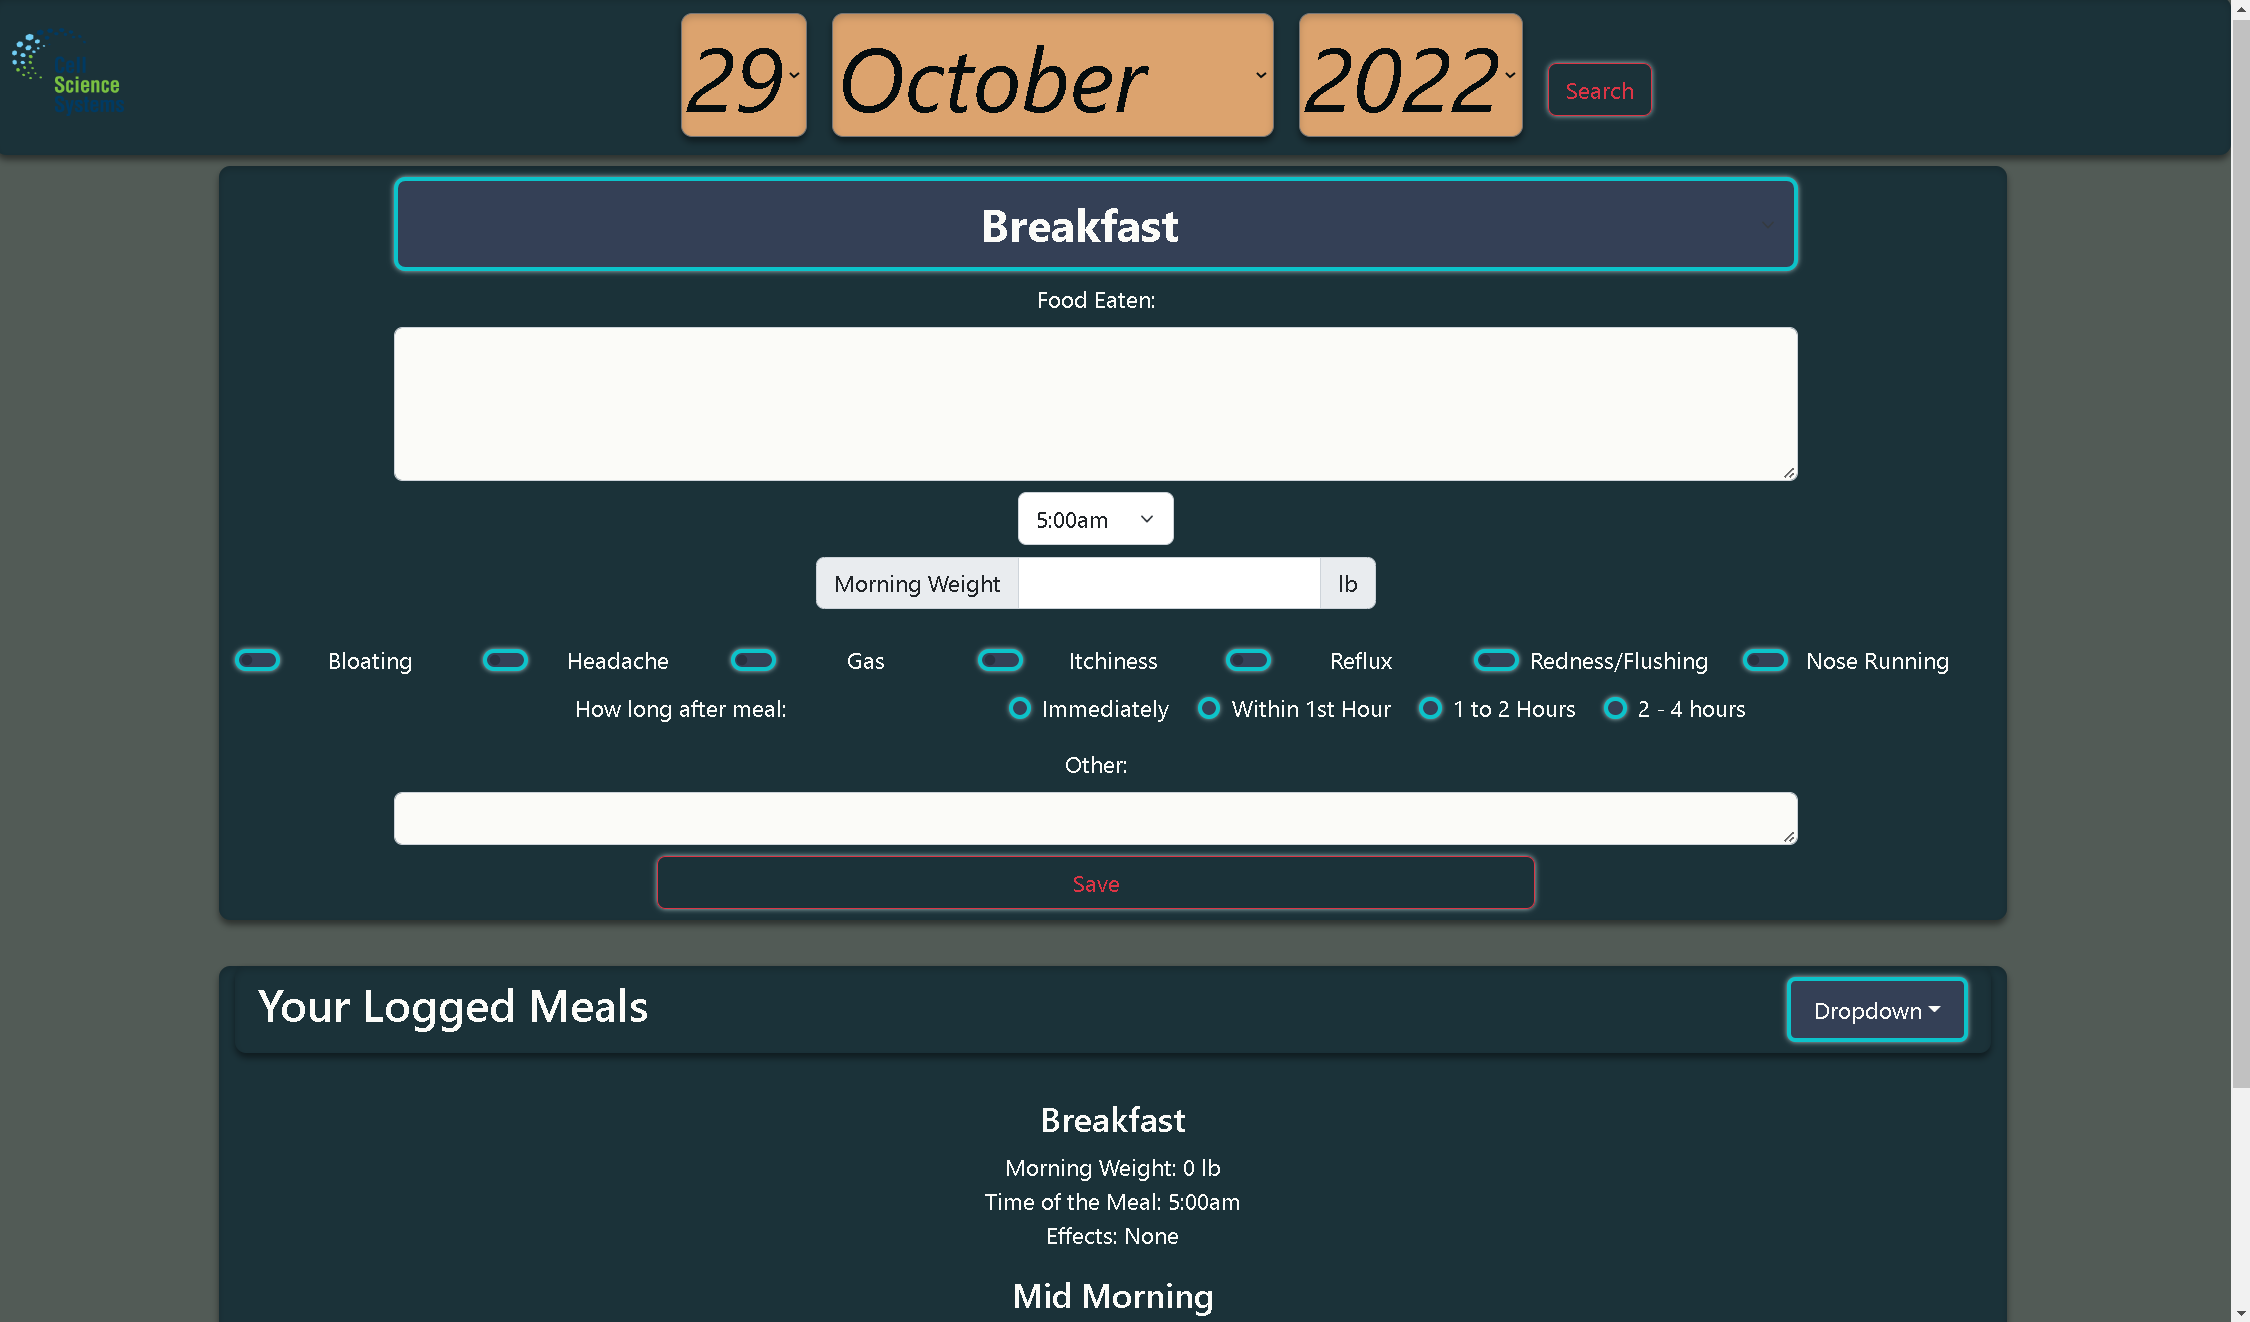 Science
Systems
29 October 2022 Search
Breakfast
Food Eaten:
5:00am
Morning Weight lb
Bloating Headache Gas Itchiness Reflux Redness/Flushing Nose Running
How long after meal: Immediately Within 1st Hour 1 to 2 Hours 2 - 4 hours
Other:
Save
Your Logged Meals Dropdown
Breakfast
Morning Weight: 0 lb
Time of the Meal: 5:00am
Effects: None
Mid Morning